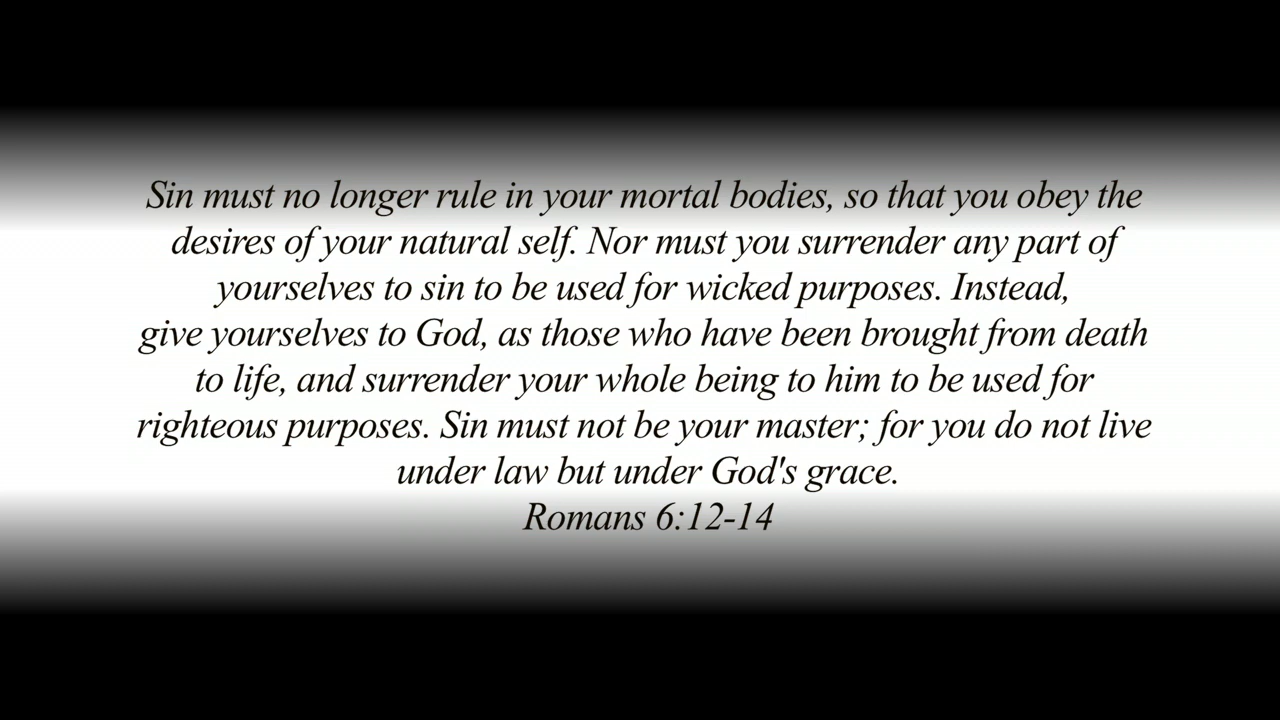 Sin must no longer rule in your mortal bodies, so that you obey the
desires of your natural self. Nor must you surrender any part of
yourselves to sin to be used for wicked purposes. Instead,
give yourselves to God, as those who have been brought from death
to life, and surrender your whole being to him to be used for
righteous purposes. Sin must not be your master; for you do not live
under law but under God's grace.
Romans 6:12-14